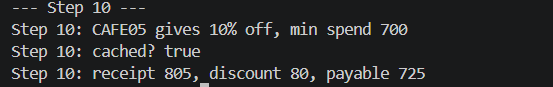 --- Step 10 ---
Step 10: CAFE05 gives 10% off, min spend 700
Step 10: cached? true
Step 10: receipt 805, discount 80, payable 725